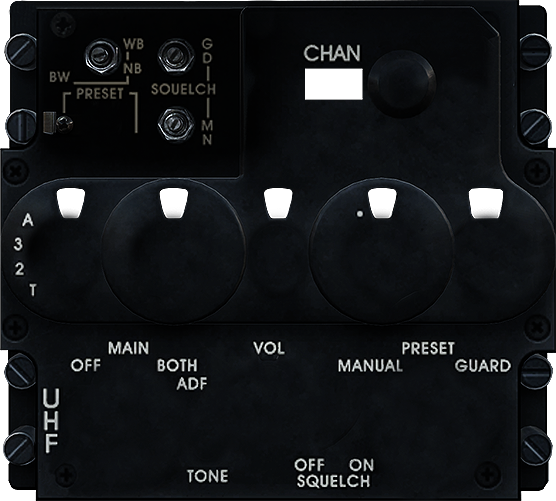 WB
NB
BW
PRESET
G
D
SQUELCH
M
N
CHAN
A
3
2
T
MAIN
VOL
PRESET
OFF
BOTH
MANUAL
GUARD
ADF
UHF
TONE
OFF ON
SQUELCH